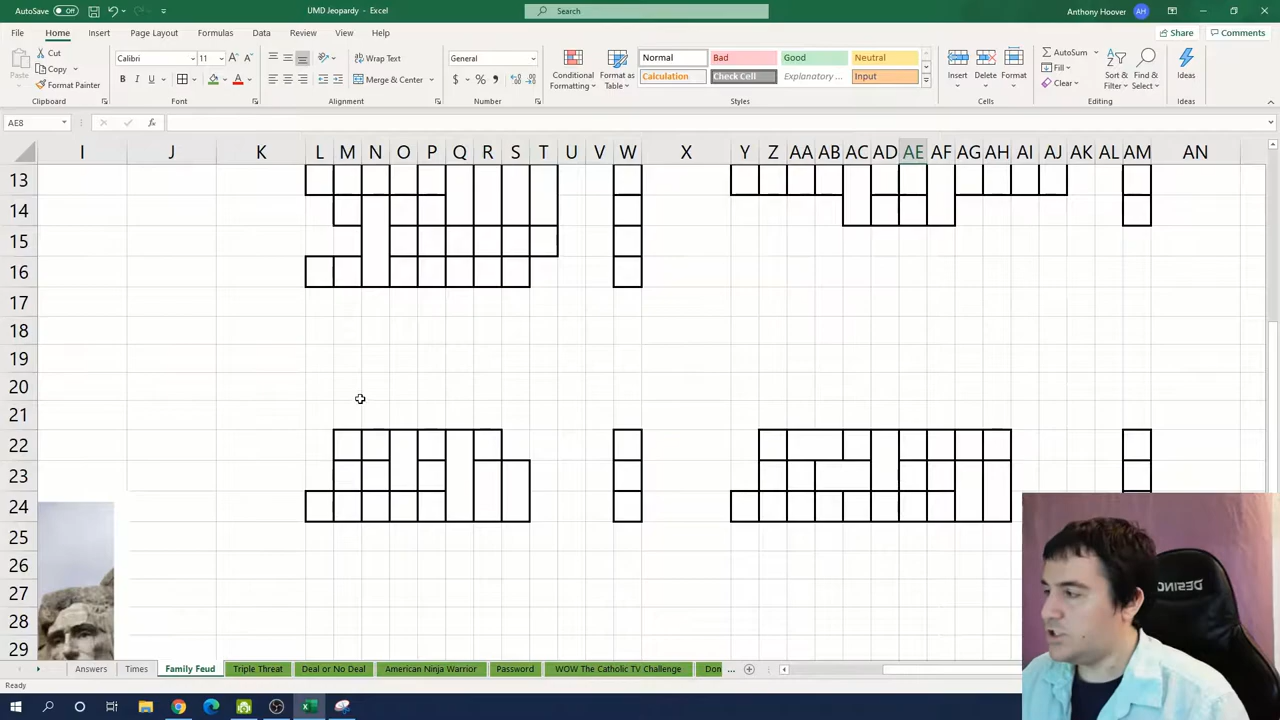 AutoSave Off UMD Jeopardy - Excel Search Anthony Hoover AH
File Home Insert Page Layout Formulas Data Review View Help Share Comments
Paste Cut Copy Format Painter Clipboard
Calibri 11 B I U A A A Font
ab Wrap Text Merge & Center Alignment
General $ % , Number
Conditional Formatting Format as Table Normal Bad Good Neutral Calculation Check Cell Explanatory ... Input Styles
Insert Delete Format Cells
AutoSum Fill Clear Sort & Filter Find & Select Editing
Ideas Ideas
AE8 fx
I J K L M N O P Q R S T U V W X Y Z AA AB AC AD AE AF AG AH AI AJ AK AL AM AN
13
14
15
16
17
18
19
20
21
22
23
24
25
26
27
28
29
DESINO
... Answers Times Family Feud Triple Threat Deal or No Deal American Ninja Warrior Password WOW The Catholic TV Challenge Don ...
Ready